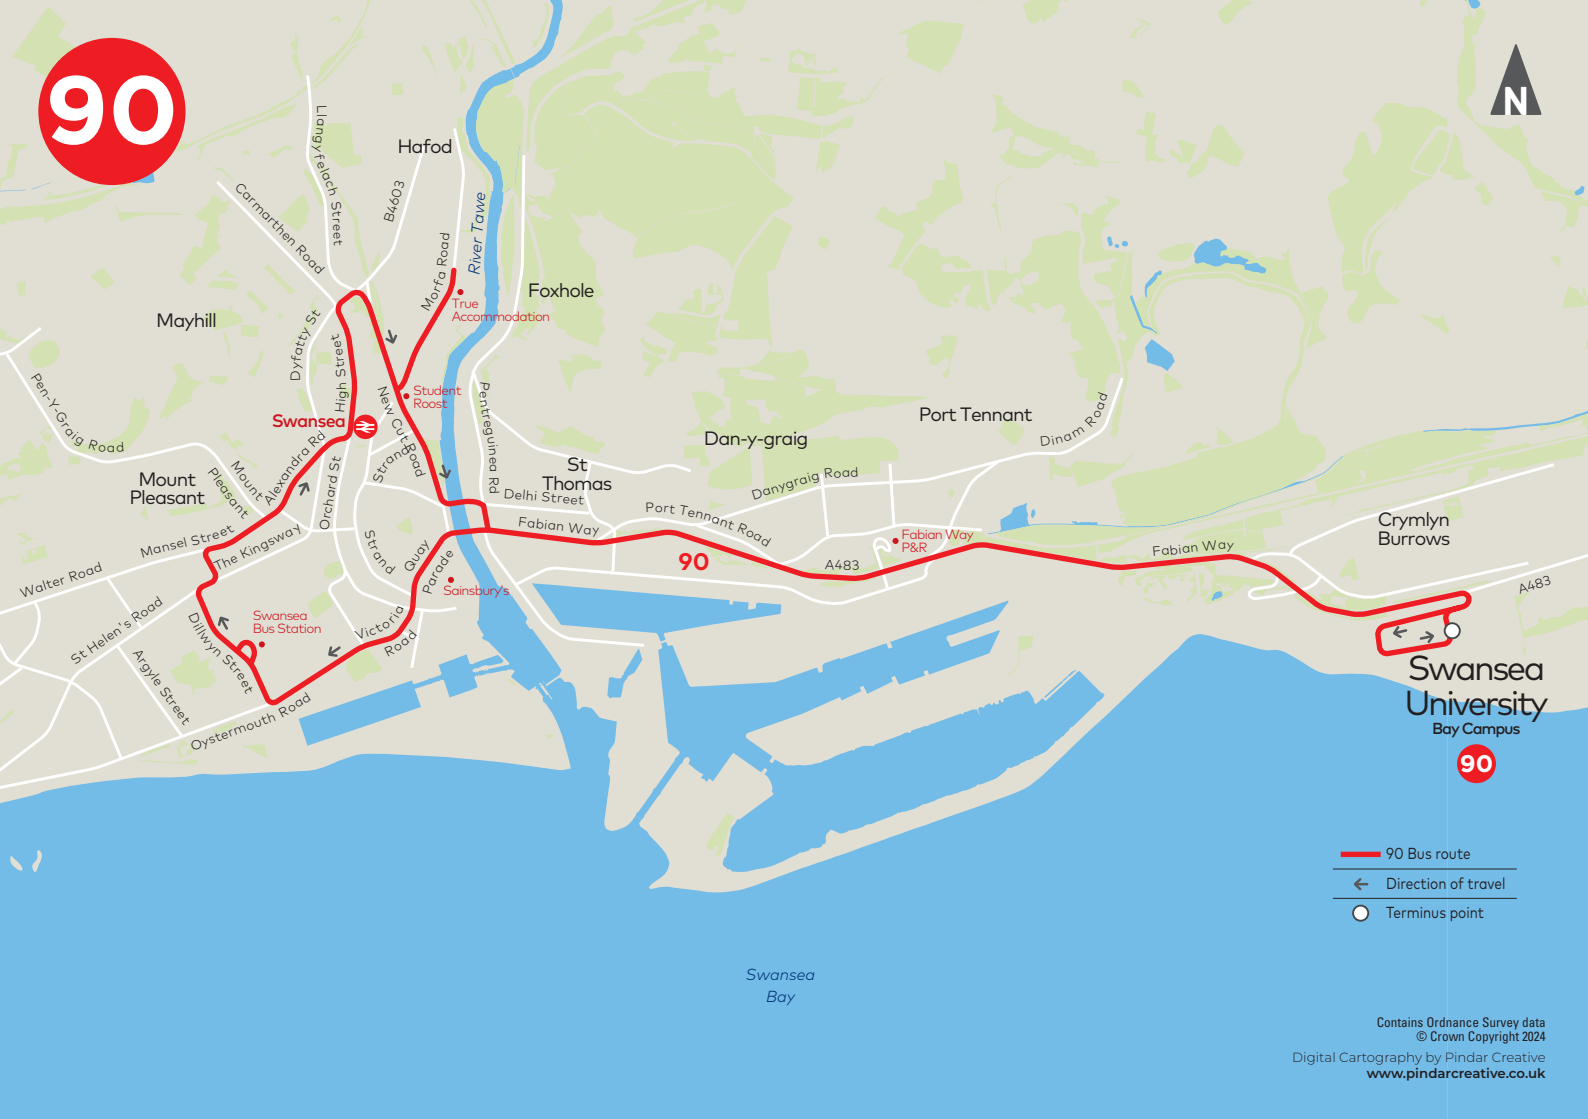 90
N
Hafod
Llangyfelach Street
Carmarthen Road
B4603
River Tawe
Morfa Road
Foxhole
True
Accommodation
Mayhill
Dyfatty St
High Street
Pen-Y-Graig Road
Student
Roost
New Cut Road
Pentreguinea Rd
Swansea
Port Tennant
Dinam Road
Dan-y-graig
Alexandra Rd
Strand
Mount
Pleasant
Mount
Pleasant
Orchard St
St
Thomas
Delhi Street
Danygraig Road
Port Tennant Road
Mansel Street
The Kingsway
Fabian Way
Fabian Way
P&R
Crymlyn
Burrows
Fabian Way
90
A483
A483
Walter Road
Strand
Quay
Parade
Sainsbury's
St Helen's Road
Swansea
Bus Station
Dillwyn Street
Victoria
Road
Argyle Street
Oystermouth Road
Swansea
University
Bay Campus
90
90 Bus route
Direction of travel
Terminus point
Swansea
Bay
Contains Ordnance Survey data
© Crown Copyright 2024
Digital Cartography by Pindar Creative
www.pindarcreative.co.uk